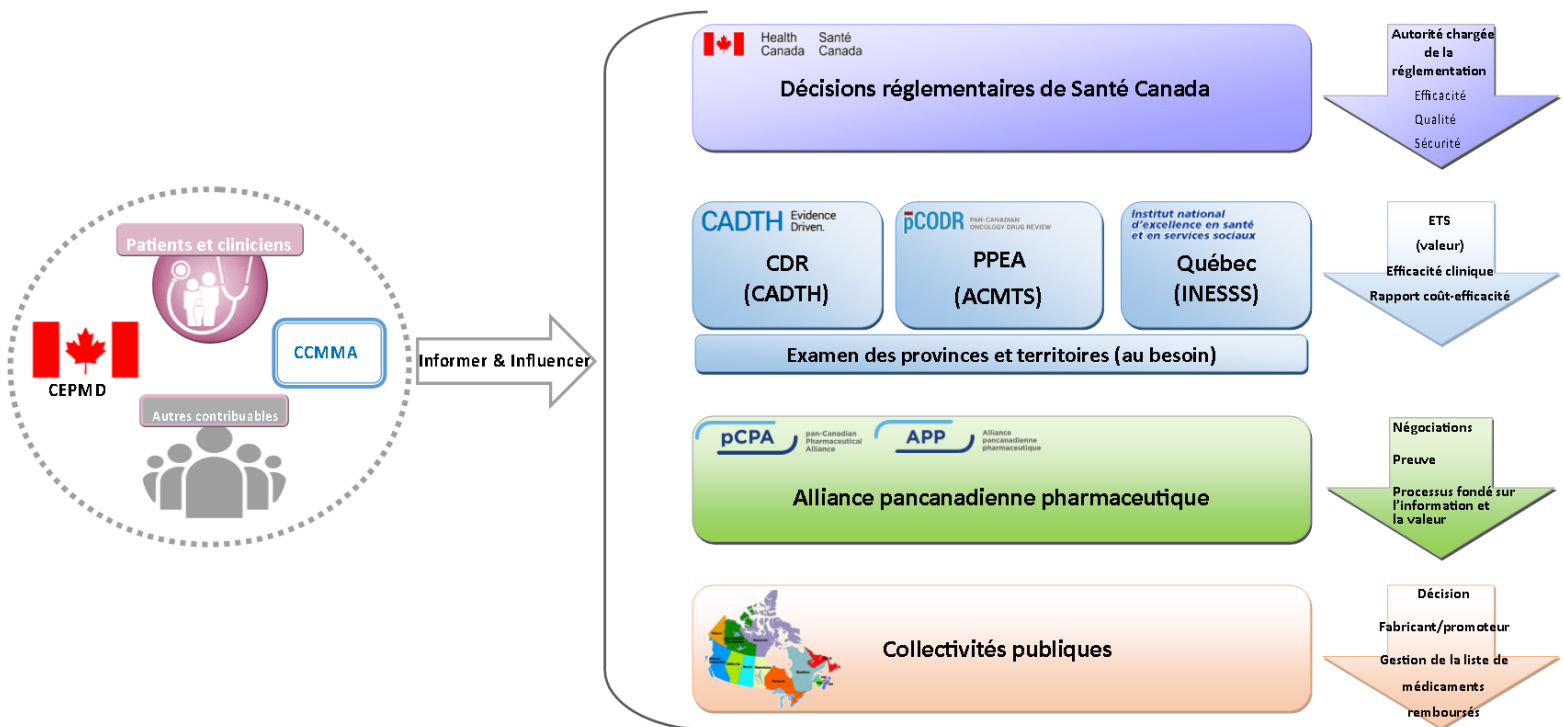 Patients et cliniciens
CEPMD
CCMMA
Autres contribuables
Informer & Influencer
Health Santé
Canada Canada
Décisions réglementaires de Santé Canada
Autorité chargée
de la
réglementation
Efficacité
Qualité
Sécurité
CADTH Evidence
Driven.
CDR
(CADTH)
pCODR PAN-CANADIAN
ONCOLOGY DRUG REVIEW
PPEA
(ACMTS)
Institut national
d'excellence en santé
et en services sociaux
Québec
(INESSS)
ETS
(valeur)
Efficacité clinique
Rapport coût-efficacité
Examen des provinces et territoires (au besoin)
pCPA pan-Canadian
Pharmaceutical
Alliance
APP Alliance
pancanadienne
pharmaceutique
Alliance pancanadienne pharmaceutique
Négociations
Preuve
Processus fondé sur
l'information et
la valeur
Collectivités publiques
Décision
Fabricant/promoteur
Gestion de la liste de
médicaments
remboursés